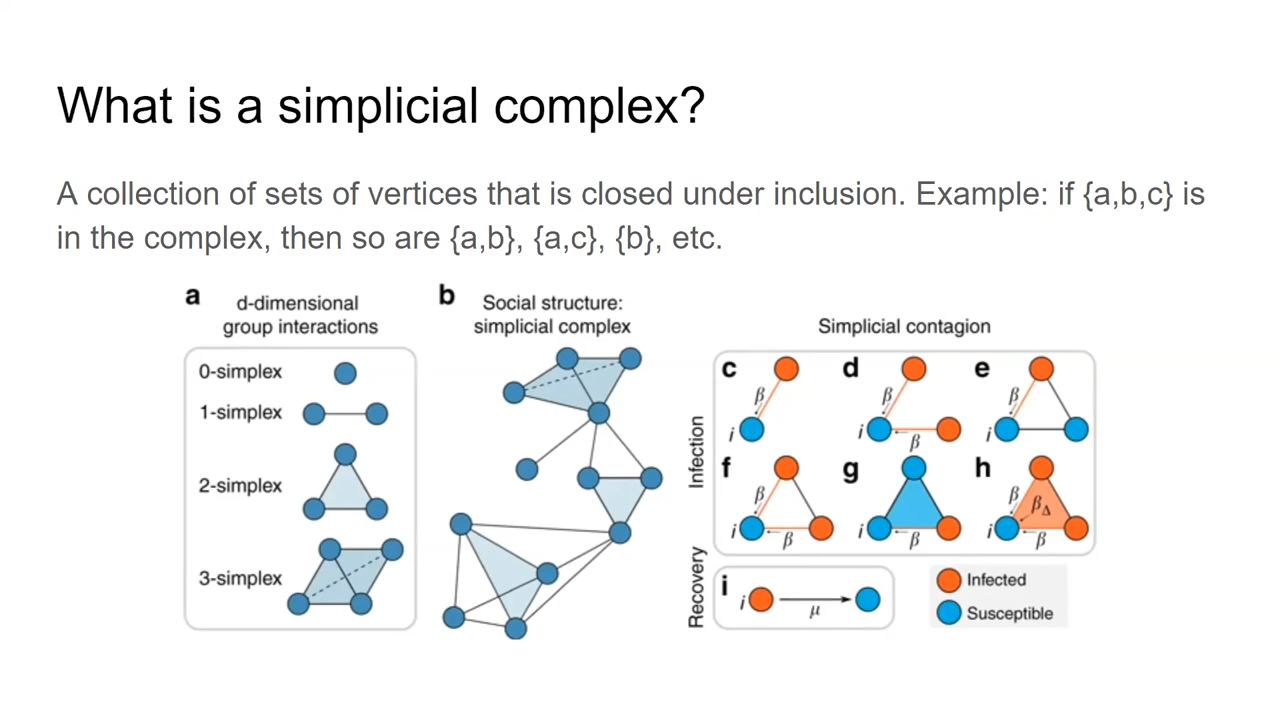 What is a simplicial complex?
A collection of sets of vertices that is closed under inclusion. Example: if {a,b,c} is
in the complex, then so are {a,b}, {a,c}, {b}, etc.
a
d-dimensional
group interactions
0-simplex
1-simplex
2-simplex
3-simplex
b
Social structure:
simplicial complex
Simplicial contagion
Infection
c
β
i
d
β
i
β
e
β
i
f
β
i
β
g
i
β
h
β
β∆
i
β
Recovery
i
i
μ
Infected
Susceptible